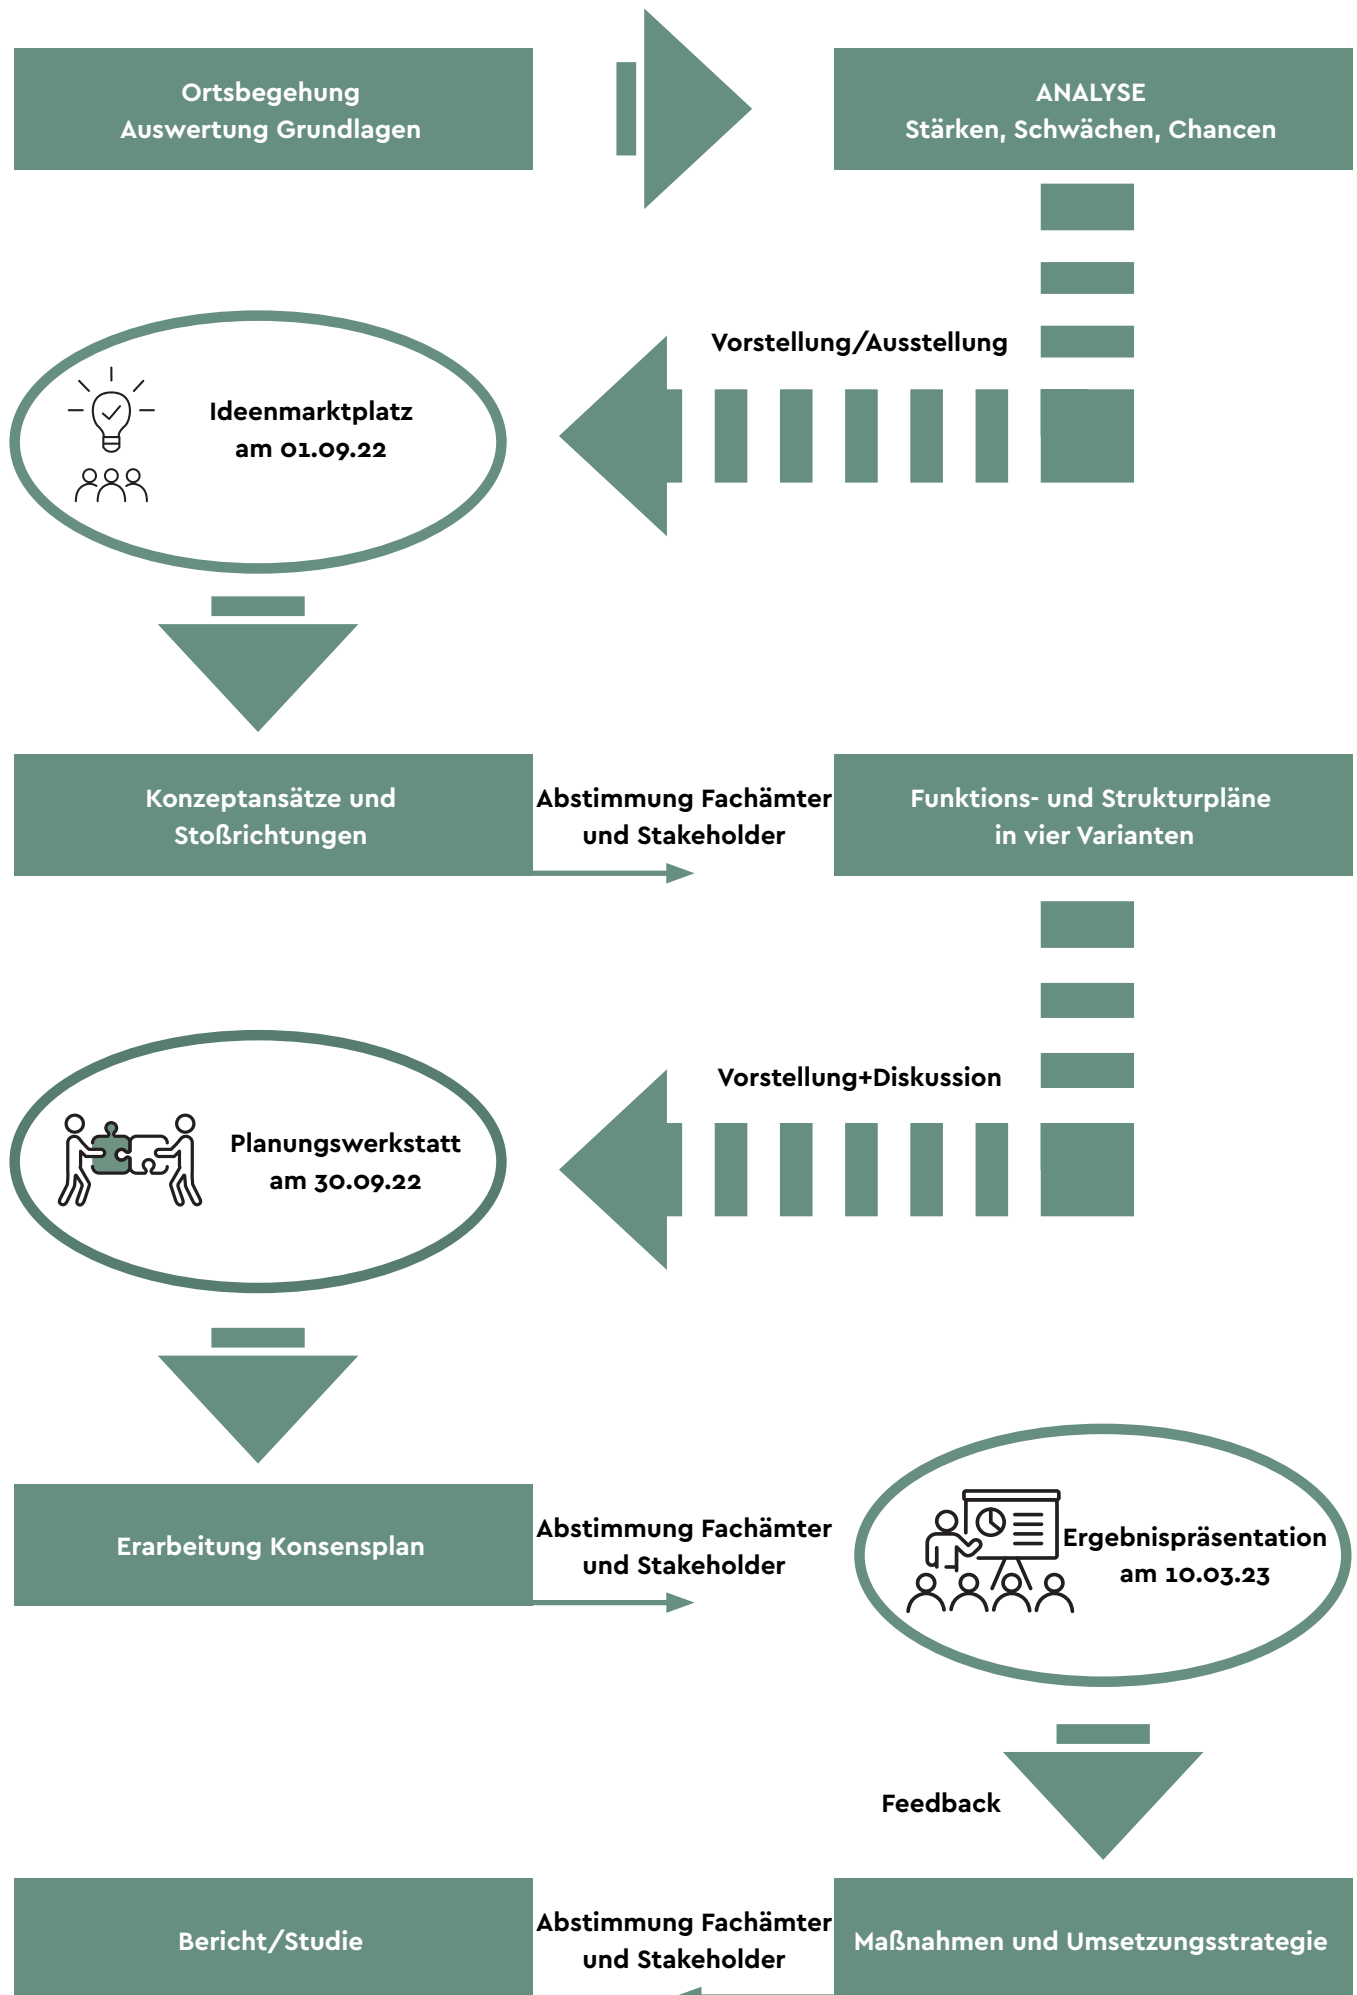 Ortsbegehung
Auswertung Grundlagen
ANALYSE
Stärken, Schwächen, Chancen
Vorstellung/Ausstellung
Ideenmarktplatz
am 01.09.22
Konzeptansätze und
Stoßrichtungen
Abstimmung Fachämter
und Stakeholder
Funktions- und Strukturpläne
in vier Varianten
Vorstellung+Diskussion
Planungswerkstatt
am 30.09.22
Erarbeitung Konsensplan
Abstimmung Fachämter
und Stakeholder
Ergebnispräsentation
am 10.03.23
Feedback
Bericht/Studie
Abstimmung Fachämter
und Stakeholder
Maßnahmen und Umsetzungsstrategie